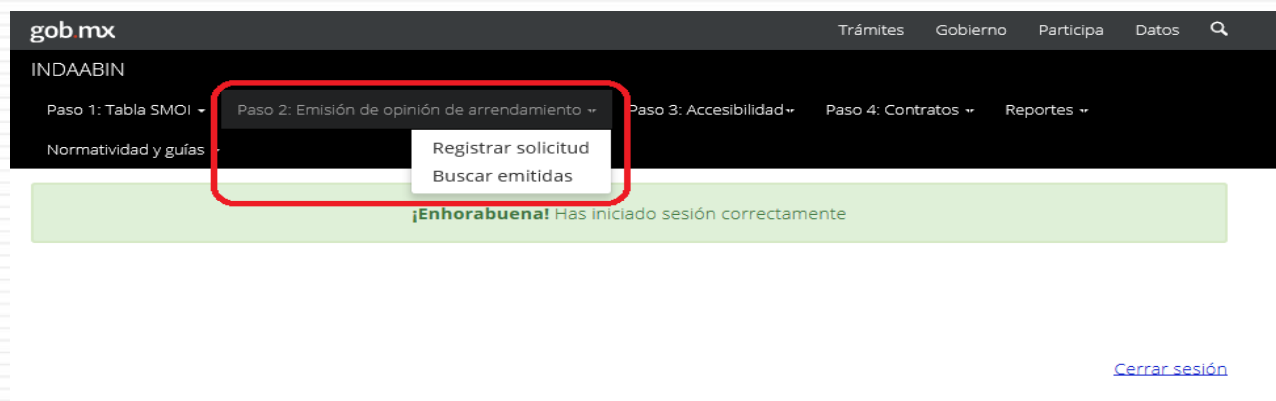 gob.mx Trámites Gobierno Participa Datos
INDAABIN
Paso 1: Tabla SMOI Paso 2: Emisión de opinión de arrendamiento Paso 3: Accesibilidad Paso 4: Contratos Reportes
Normatividad y guías
Registrar solicitud
Buscar emitidas
¡Enhorabuena! Has iniciado sesión correctamente
Cerrar sesión